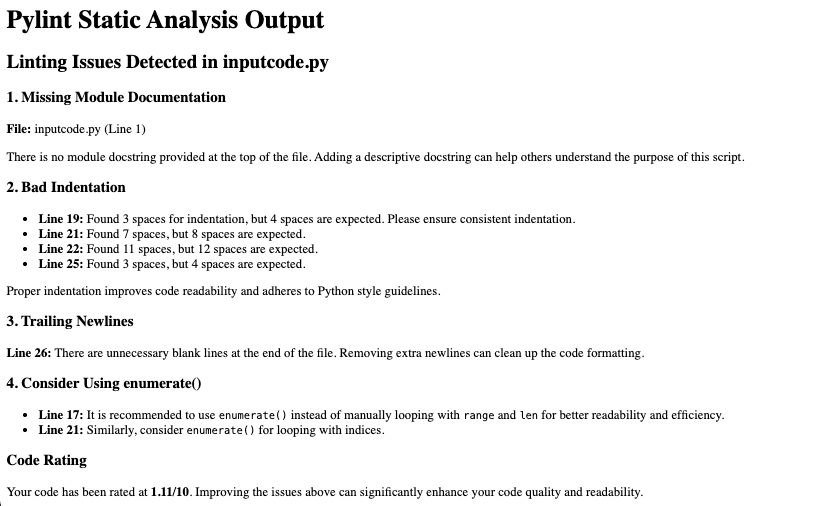 Pylint Static Analysis Output
Linting Issues Detected in inputcode.py
1. Missing Module Documentation
File: inputcode.py (Line 1)
There is no module docstring provided at the top of the file. Adding a descriptive docstring can help others understand the purpose of this script.
2. Bad Indentation
• Line 19: Found 3 spaces for indentation, but 4 spaces are expected. Please ensure consistent indentation.
• Line 21: Found 7 spaces, but 8 spaces are expected.
• Line 22: Found 11 spaces, but 12 spaces are expected.
• Line 25: Found 3 spaces, but 4 spaces are expected.
Proper indentation improves code readability and adheres to Python style guidelines.
3. Trailing Newlines
Line 26: There are unnecessary blank lines at the end of the file. Removing extra newlines can clean up the code formatting.
4. Consider Using enumerate()
• Line 17: It is recommended to use enumerate() instead of manually looping with range and len for better readability and efficiency.
• Line 21: Similarly, consider enumerate() for looping with indices.
Code Rating
Your code has been rated at 1.11/10. Improving the issues above can significantly enhance your code quality and readability.